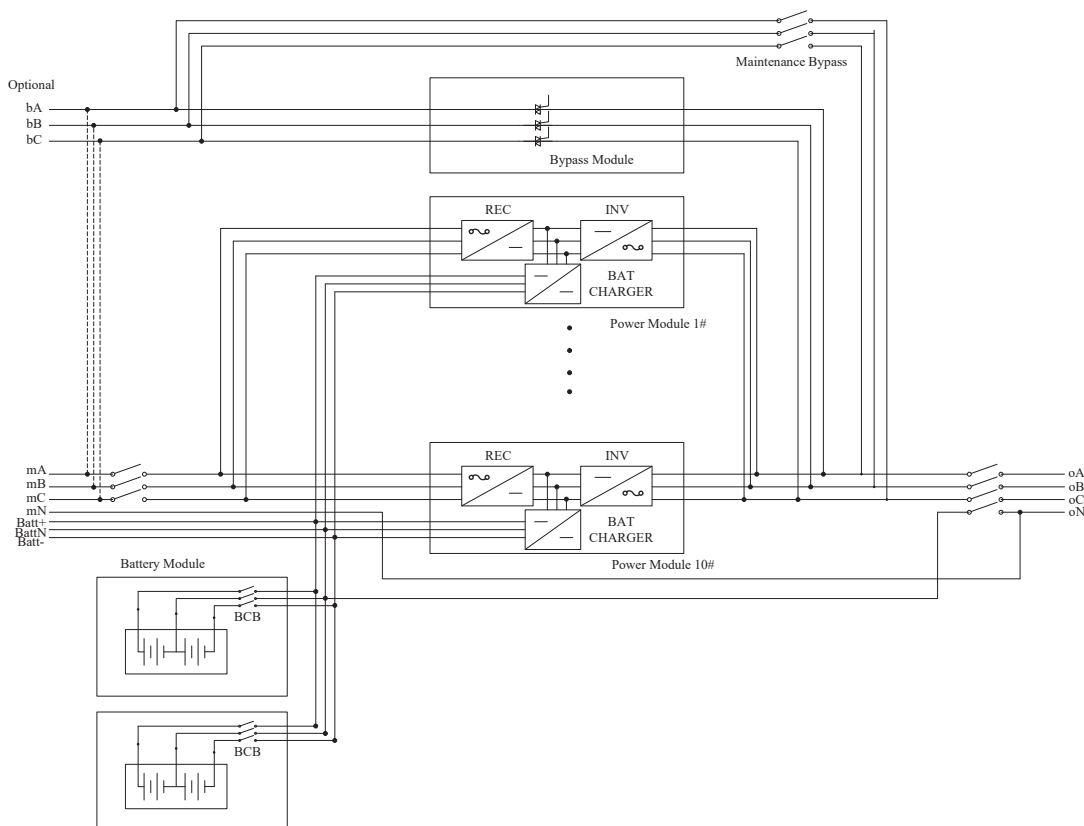 Maintenance Bypass
Optional
bA
bB
bC
Bypass Module
REC
INV
BAT
CHARGER
Power Module 1#
REC
INV
mA
mB
mC
mN
Batt+
BattN
Batt-
oA
oB
oC
oN
BAT
CHARGER
Power Module 10#
Battery Module
BCB
BCB